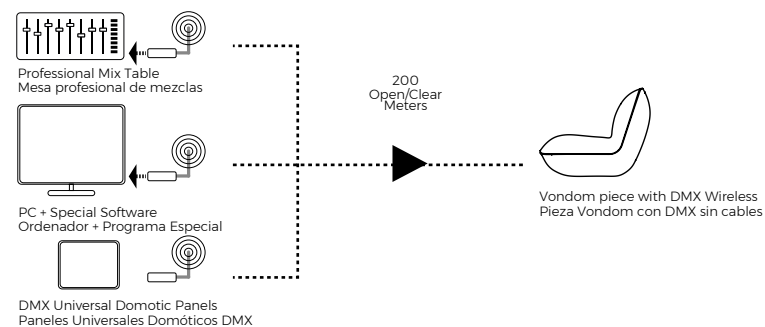 Professional Mix Table
Mesa profesional de mezclas
200
Open/Clear
Meters
PC + Special Software
Ordenador + Programa Especial
Vondom piece with DMX Wireless
Pieza Vondom con DMX sin cables
DMX Universal Domotic Panels
Paneles Universales Domóticos DMX